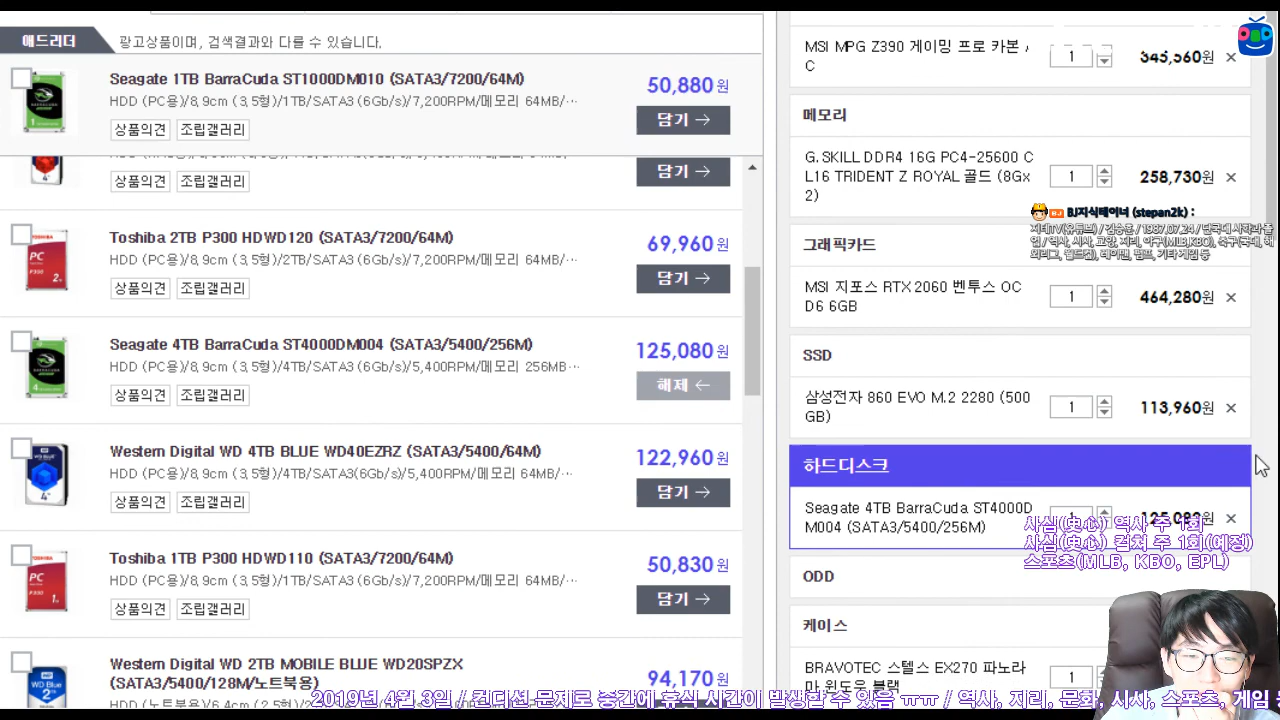 애드리더
광고상품이며, 검색결과와 다를 수 있습니다.
Seagate 1TB BarraCuda ST1000DM010 (SATA3/7200/64M)
HDD (PC용)/8.9cm (3.5형)/1TB/SATA3 (6Gb/s)/7,200RPM/메모리 64MB/…
상품의견 조립갤러리
50,880원
담기 →
상품의견 조립갤러리
담기 →
Toshiba 2TB P300 HDWD120 (SATA3/7200/64M)
HDD (PC용)/8.9cm (3.5형)/2TB/SATA3 (6Gb/s)/7,200RPM/메모리 64MB/…
상품의견 조립갤러리
69,960원
담기 →
Seagate 4TB BarraCuda ST4000DM004 (SATA3/5400/256M)
HDD (PC용)/8.9cm (3.5형)/4TB/SATA3 (6Gb/s)/5,400RPM/메모리 256MB…
상품의견 조립갤러리
125,080원
해제 ←
Western Digital WD 4TB BLUE WD40EZRZ (SATA3/5400/64M)
HDD (PC용)/8.9cm (3.5형)/4TB/SATA3(6Gb/s)/5,400RPM/메모리 64MB/…
상품의견 조립갤러리
122,960원
담기 →
Toshiba 1TB P300 HDWD110 (SATA3/7200/64M)
HDD (PC용)/8.9cm (3.5형)/1TB/SATA3 (6Gb/s)/7,200RPM/메모리 64MB/…
상품의견 조립갤러리
50,830원
담기 →
Western Digital WD 2TB MOBILE BLUE WD20SPZX
(SATA3/5400/128M/노트북용)
94,170원
MSI MPG Z390 게이밍 프로 카본 A
C
1
345,560원 ×
메모리
G.SKILL DDR4 16G PC4-25600 C
L16 TRIDENT Z ROYAL 골드 (8Gx
2)
1
258,730원 ×
BJ지식테이너 (stepan2k) :
그래픽카드
MSI 지포스 RTX 2060 벤투스 OC
D6 6GB
1
464,280원 ×
SSD
삼성전자 860 EVO M.2 2280 (500
GB)
1
113,960원 ×
하드디스크
Seagate 4TB BarraCuda ST4000D
M004 (SATA3/5400/256M)
1
125,080원 ×
사심(史心) 역사 주 1회
사심(史心) 컬쳐 주 1회(예정)
스포츠(MLB, KBO, EPL)
ODD
케이스
BRAVOTEC 스텔스 EX270 파노라
마 윈도우 블랙
1
2019년 4월 3일 / 컨디션 문제로 중간에 휴식 시간이 발생할 수 있음 ㅠㅠ / 역사, 지리, 문화, 시사, 스포츠, 게임